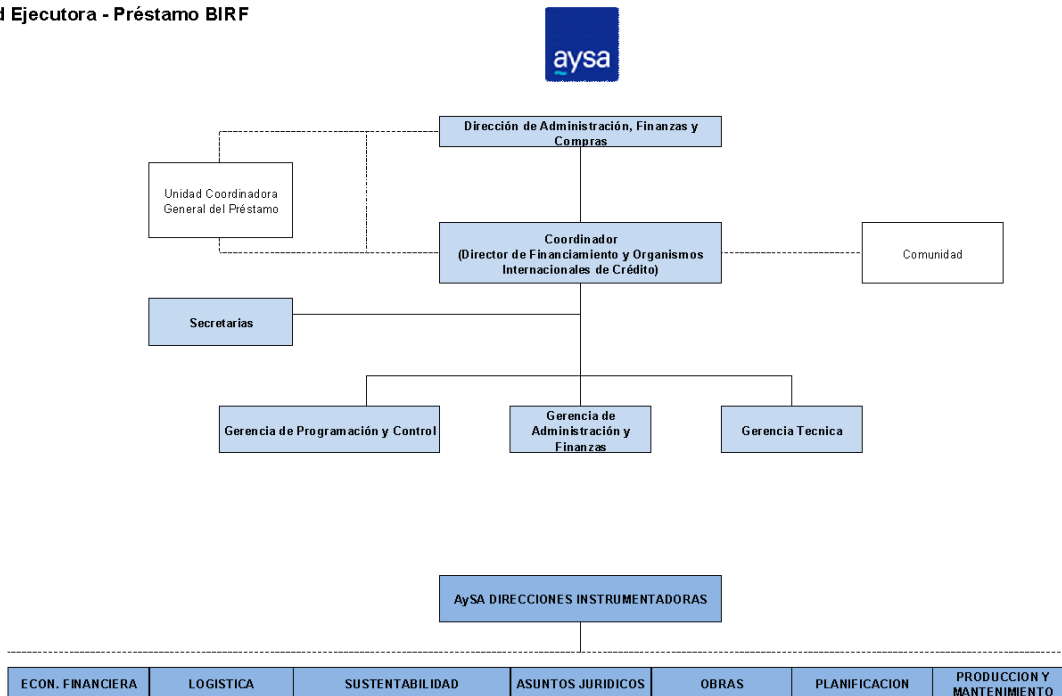 d Ejecutora - Préstamo BIRF
aysa
Dirección de Administración, Finanzas y
Compras
Unidad Coordinadora
General del Préstamo
Coordinador
(Director de Financiamiento y Organismos
Internacionales de Crédito)
Comunidad
Secretarias
Gerencia de Programación y Control
Gerencia de
Administración y
Finanzas
Gerencia Tecnica
AySA DIRECCIONES INSTRUMENTADORAS
ECON. FINANCIERA
LOGISTICA
SUSTENTABILIDAD
ASUNTOS JURIDICOS
OBRAS
PLANIFICACION
PRODUCCION Y
MANTENIMIENTO